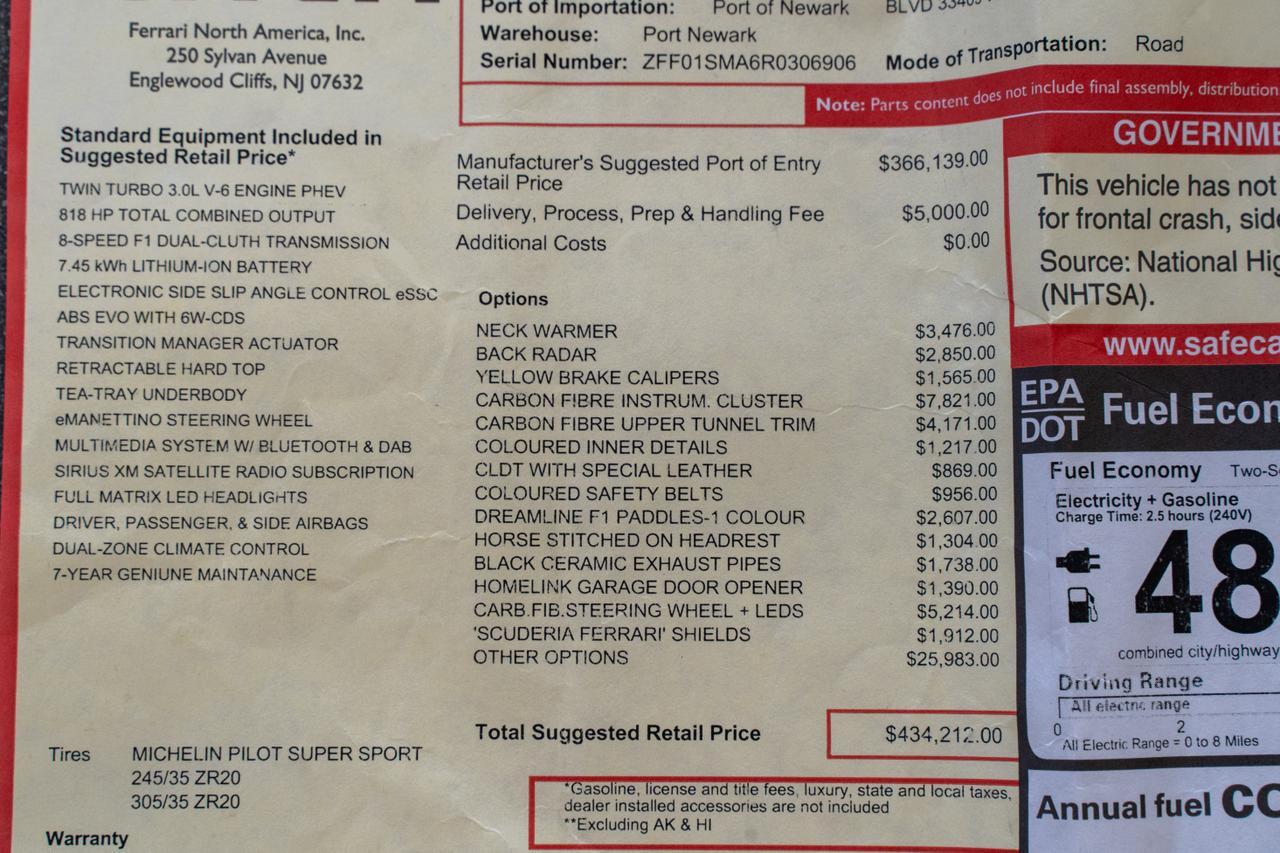 Ferrari North America, Inc.
250 Sylvan Avenue
Englewood Cliffs, NJ 07632
Port of Importation: Port of Newark BLVD
Warehouse: Port Newark
Serial Number: ZFF01SMA6R0306906 Mode of Transportation: Road
Note: Parts content does not include final assembly, distribution
Standard Equipment Included in
Suggested Retail Price*
TWIN TURBO 3.0L V-6 ENGINE PHEV
818 HP TOTAL COMBINED OUTPUT
8-SPEED F1 DUAL-CLUTH TRANSMISSION
7.45 kWh LITHIUM-ION BATTERY
ELECTRONIC SIDE SLIP ANGLE CONTROL eSSC
ABS EVO WITH 6W-CDS
TRANSITION MANAGER ACTUATOR
RETRACTABLE HARD TOP
TEA-TRAY UNDERBODY
eMANETTINO STEERING WHEEL
MULTIMEDIA SYSTEM W/ BLUETOOTH & DAB
SIRIUS XM SATELLITE RADIO SUBSCRIPTION
FULL MATRIX LED HEADLIGHTS
DRIVER, PASSENGER, & SIDE AIRBAGS
DUAL-ZONE CLIMATE CONTROL
7-YEAR GENIUNE MAINTANANCE
Tires MICHELIN PILOT SUPER SPORT
245/35 ZR20
305/35 ZR20
Warranty
Manufacturer's Suggested Port of Entry $366,139.00
Retail Price
Delivery, Process, Prep & Handling Fee $5,000.00
Additional Costs $0.00
Options
NECK WARMER $3,476.00
BACK RADAR $2,850.00
YELLOW BRAKE CALIPERS $1,565.00
CARBON FIBRE INSTRUM. CLUSTER $7,821.00
CARBON FIBRE UPPER TUNNEL TRIM $4,171.00
COLOURED INNER DETAILS $1,217.00
CLDT WITH SPECIAL LEATHER $869.00
COLOURED SAFETY BELTS $956.00
DREAMLINE F1 PADDLES-1 COLOUR $2,607.00
HORSE STITCHED ON HEADREST $1,304.00
BLACK CERAMIC EXHAUST PIPES $1,738.00
HOMELINK GARAGE DOOR OPENER $1,390.00
CARB.FIB.STEERING WHEEL + LEDS $5,214.00
'SCUDERIA FERRARI' SHIELDS $1,912.00
OTHER OPTIONS $25,983.00
Total Suggested Retail Price $434,212.00
*Gasoline, license and title fees, luxury, state and local taxes,
dealer installed accessories are not included
**Excluding AK & HI
GOVERNME
This vehicle has not
for frontal crash, side
Source: National Hig
(NHTSA).
www.safeca
EPA
DOT Fuel Econ
Fuel Economy Two-S
Electricity + Gasoline
Charge Time: 2.5 hours (240V)
48
combined city/highway
Driving Range
All electric range
0 2
All Electric Range = 0 to 8 Miles
Annual fuel CO